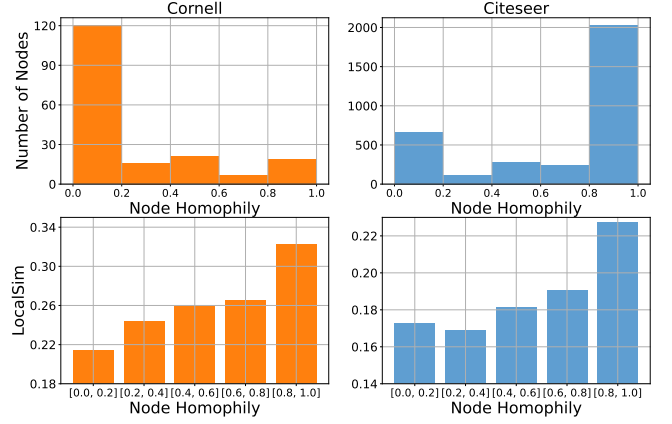 Cornell
Number of Nodes
120
90
60
30
0
0.0 0.2 0.4 0.6 0.8 1.0
Node Homophily
Citeseer
2000
1500
1000
500
0
0.0 0.2 0.4 0.6 0.8 1.0
Node Homophily
LocalSim
0.34
0.30
0.26
0.22
0.18
[0.0, 0.2] [0.2, 0.4] [0.4, 0.6] [0.6, 0.8] [0.8, 1.0]
Node Homophily
0.22
0.20
0.18
0.16
0.14
[0.0, 0.2] [0.2, 0.4] [0.4, 0.6] [0.6, 0.8] [0.8, 1.0]
Node Homophily